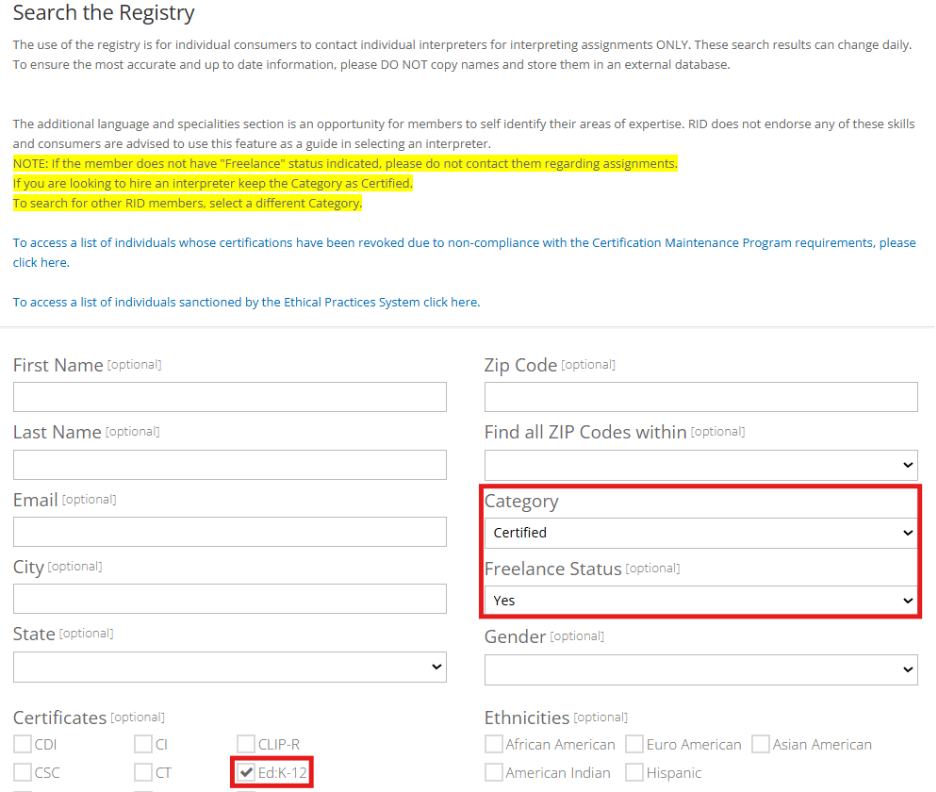 Search the Registry
The use of the registry is for individual consumers to contact individual interpreters for interpreting assignments ONLY. These search results can change daily.
To ensure the most accurate and up to date information, please DO NOT copy names and store them in an external database.
The additional language and specialities section is an opportunity for members to self identify their areas of expertise. RID does not endorse any of these skills
and consumers are advised to use this feature as a guide in selecting an interpreter.
NOTE: If the member does not have "Freelance" status indicated, please do not contact them regarding assignments.
If you are looking to hire an interpreter keep the Category as Certified.
To search for other RID members, select a different Category.
To access a list of individuals whose certifications have been revoked due to non-compliance with the Certification Maintenance Program requirements, please
click here.
To access a list of individuals sanctioned by the Ethical Practices System click here.
First Name [optional]
Last Name [optional]
Email [optional]
City [optional]
State [optional]
Zip Code [optional]
Find all ZIP Codes within [optional]
Category
Certified
Freelance Status [optional]
Yes
Gender [optional]
Certificates [optional]
CDI CI CLIP-R
CSC CT Ed:K-12
Ethnicities [optional]
African American Euro American Asian American
American Indian Hispanic